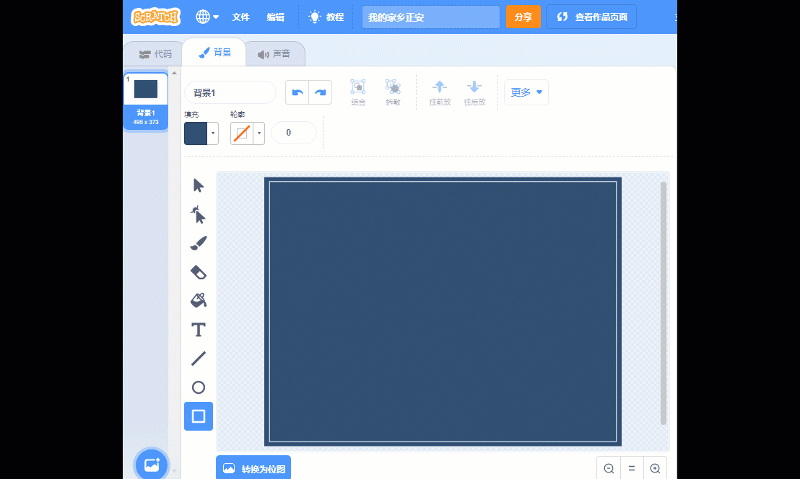 SCRATCH 文件 编辑 教程 我的家乡正安 分享 查看作品页面
代码 背景 声音
1
背景1
496 x 373
背景1 组合 拆散 往前放 往后放 更多
填充 轮廓
0
T
转换为位图